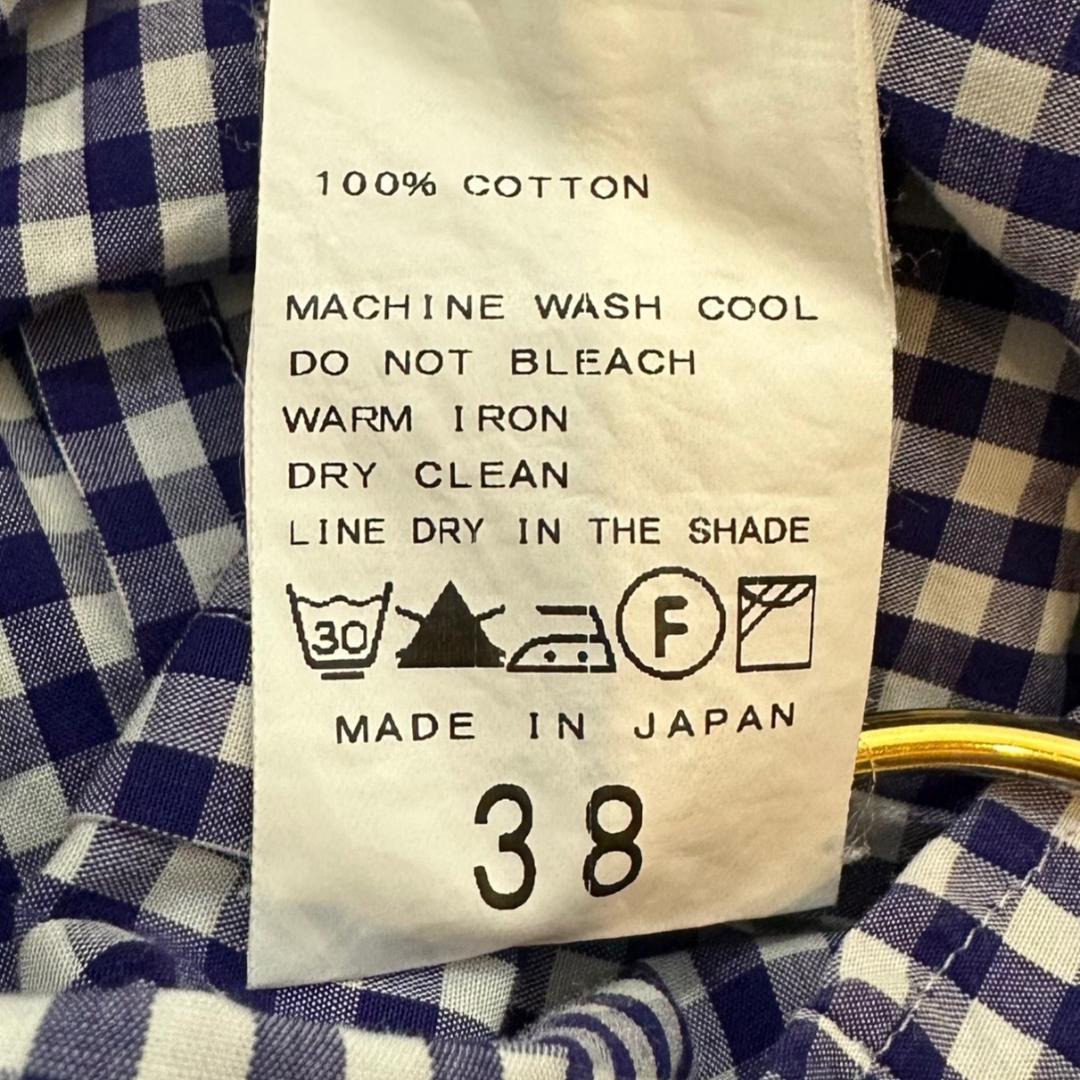 100% COTTON
MACHINE WASH COOL
DO NOT BLEACH
WARM IRON
DRY CLEAN
LINE DRY IN THE SHADE
30 F
MADE IN JAPAN
38